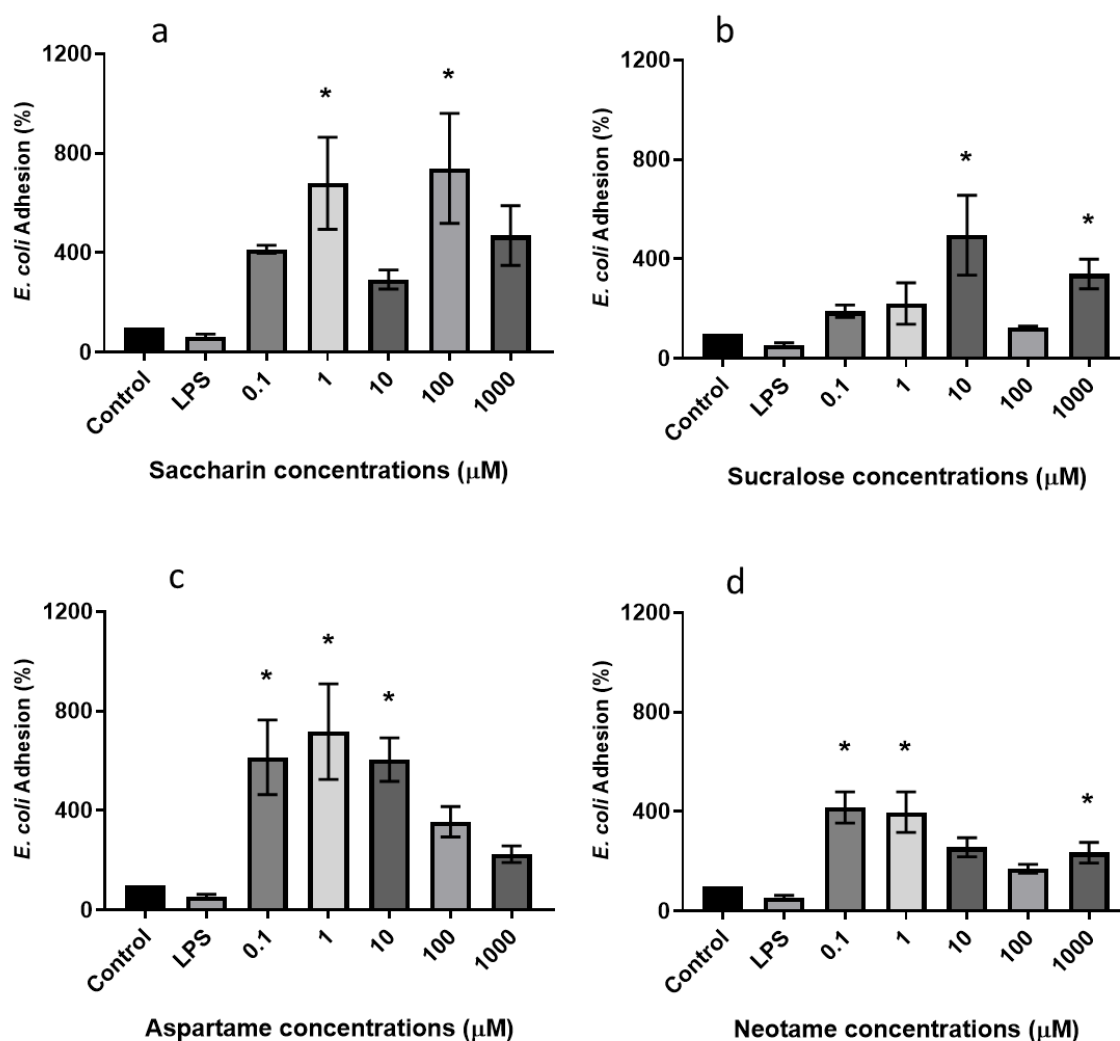 a
1200
800
400
0
E. coli Adhesion (%)
*
*
Control
LPS
0.1
1
10
100
1000
Saccharin concentrations (μM)
b
1200
800
400
0
E. coli Adhesion (%)
*
*
Control
LPS
0.1
1
10
100
1000
Sucralose concentrations (μM)
c
1200
800
400
0
E. coli Adhesion (%)
*
*
*
Control
LPS
0.1
1
10
100
1000
Aspartame concentrations (μM)
d
1200
800
400
0
E. coli Adhesion (%)
*
*
*
Control
LPS
0.1
1
10
100
1000
Neotame concentrations (μM)